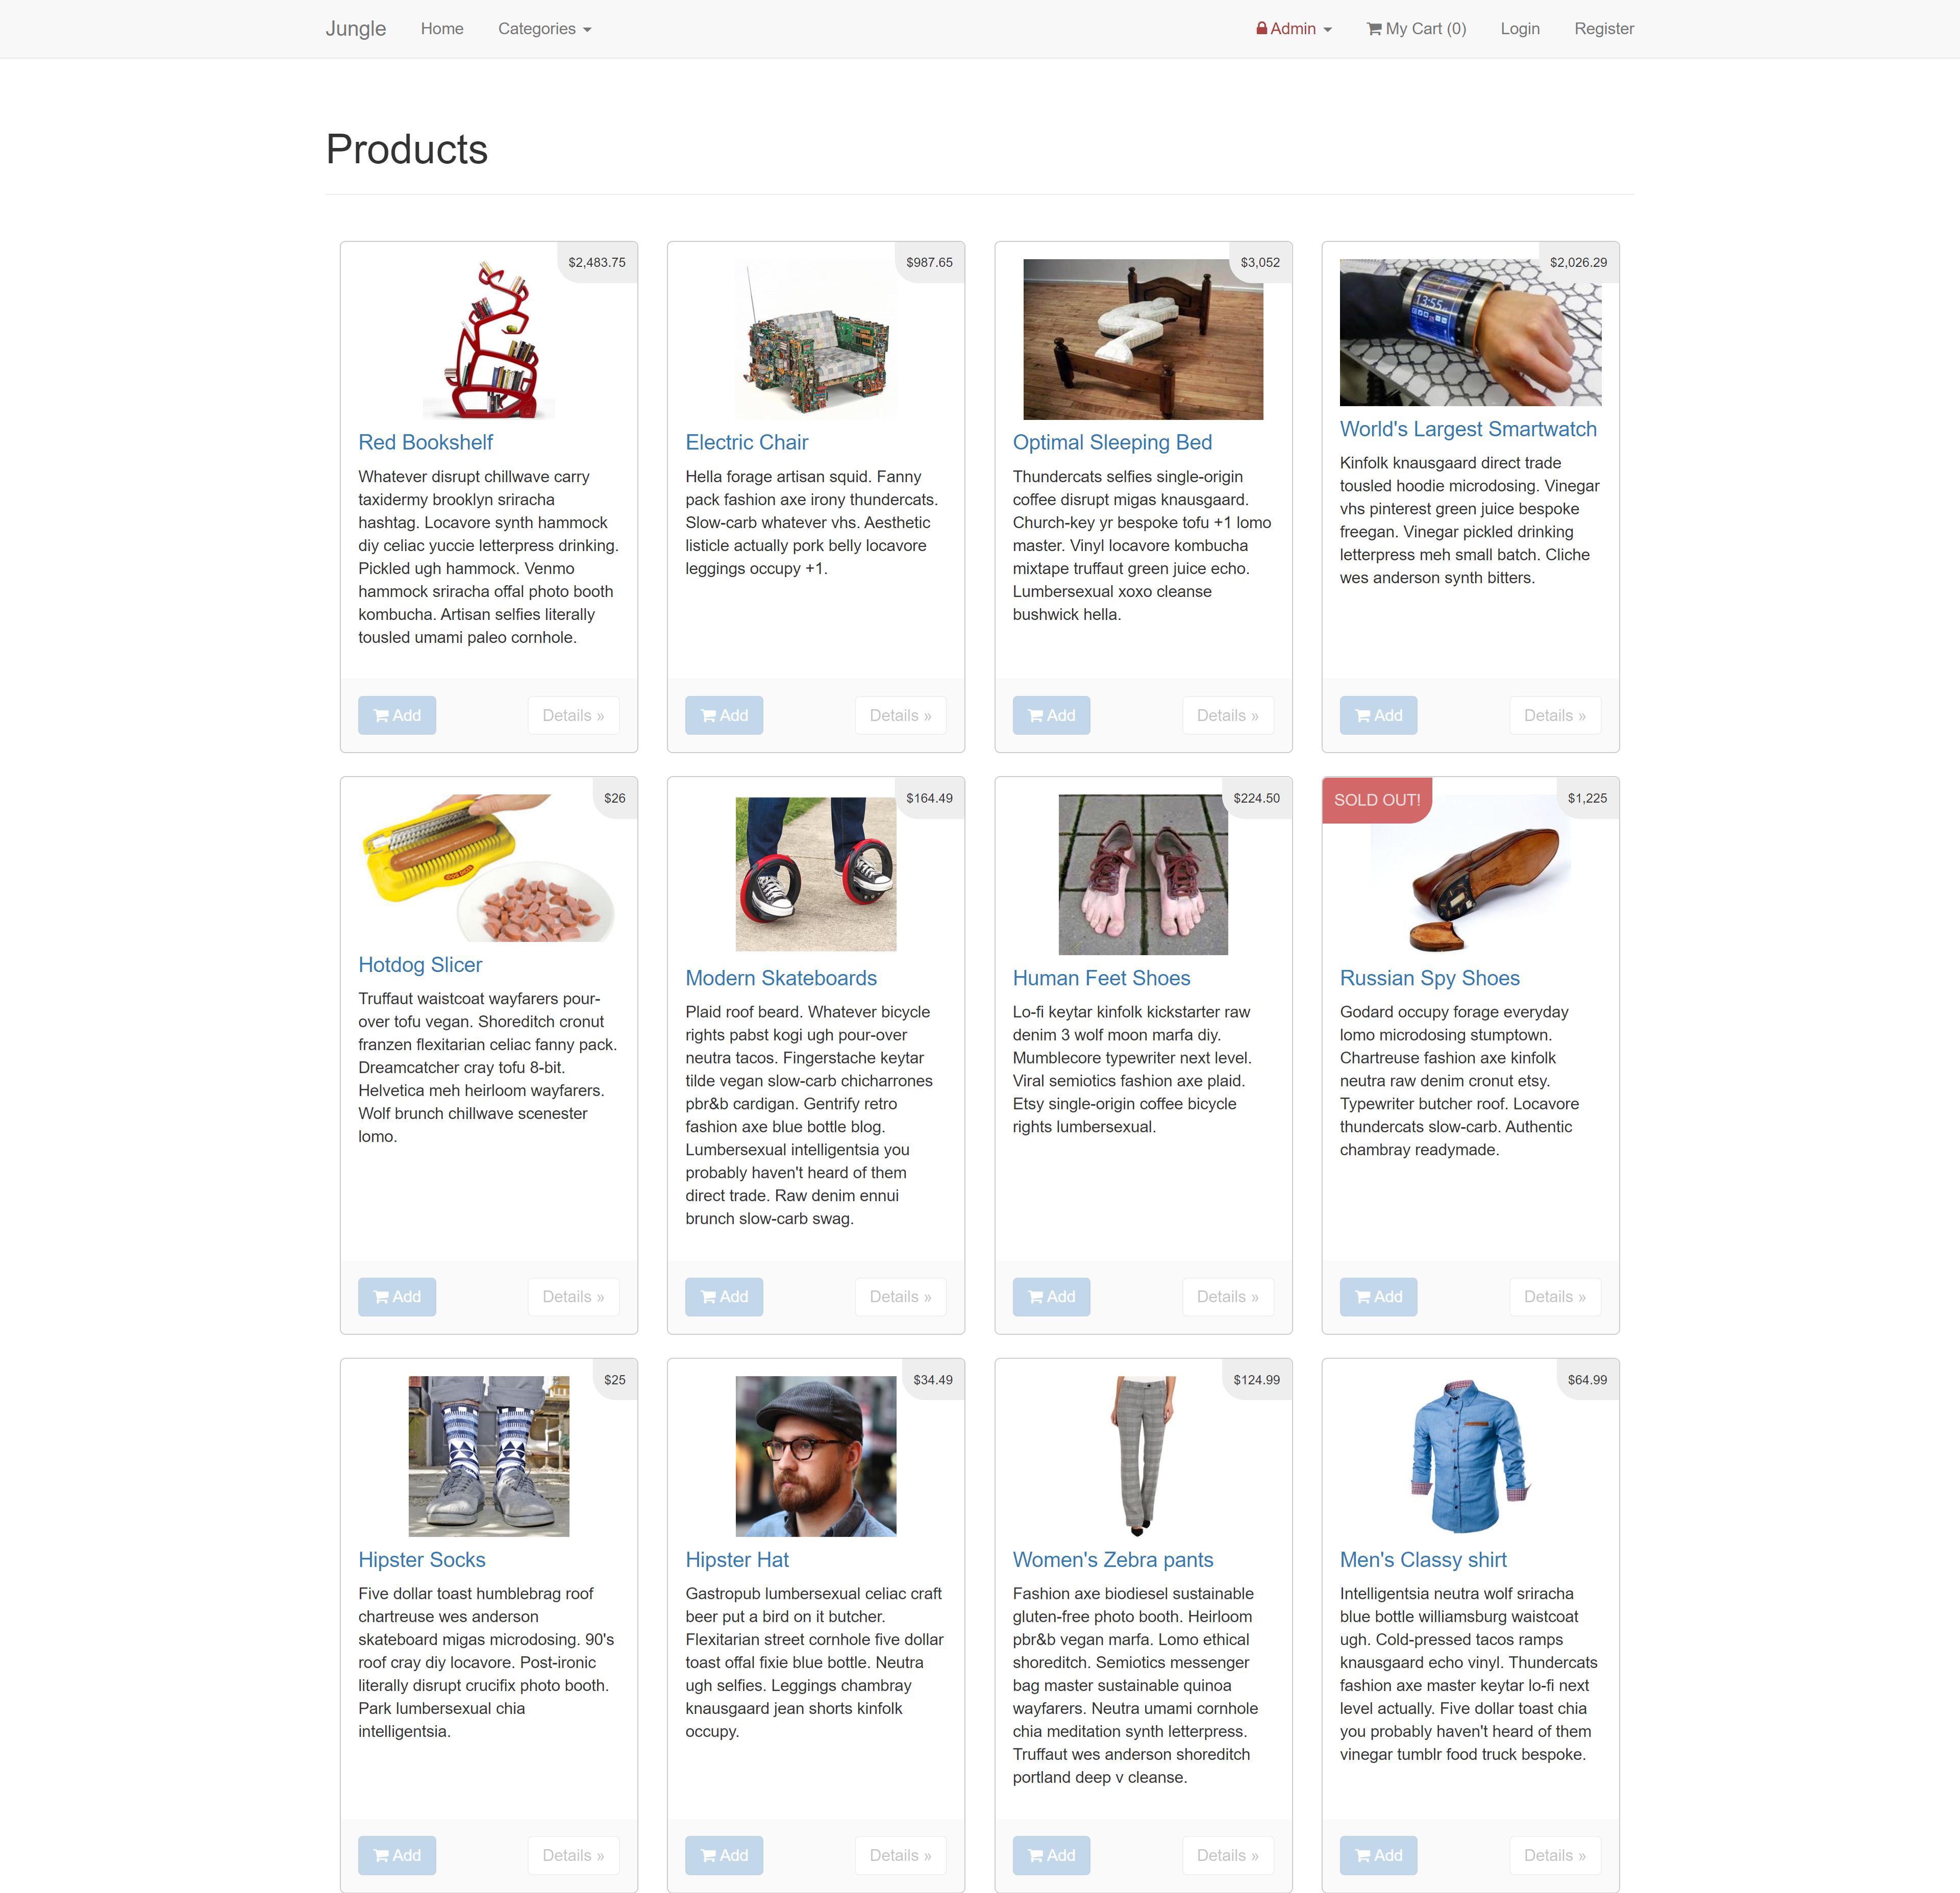 Jungle Home Categories Admin My Cart (0) Login Register
Products
$2,483.75
Red Bookshelf
Whatever disrupt chillwave carry
taxidermy brooklyn sriracha
hashtag. Locavore synth hammock
diy celiac yuccie letterpress drinking.
Pickled ugh hammock. Venmo
hammock sriracha offal photo booth
kombucha. Artisan selfies literally
tousled umami paleo cornhole.
Add Details »
$987.65
Electric Chair
Hella forage artisan squid. Fanny
pack fashion axe irony thundercats.
Slow-carb whatever vhs. Aesthetic
listicle actually pork belly locavore
leggings occupy +1.
Add Details »
$3,052
Optimal Sleeping Bed
Thundercats selfies single-origin
coffee disrupt migas knausgaard.
Church-key yr bespoke tofu +1 lomo
master. Vinyl locavore kombucha
mixtape truffaut green juice echo.
Lumbersexual xoxo cleanse
bushwick hella.
Add Details »
$2,026.29
13:55
World's Largest Smartwatch
Kinfolk knausgaard direct trade
tousled hoodie microdosing. Vinegar
vhs pinterest green juice bespoke
freegan. Vinegar pickled drinking
letterpress meh small batch. Cliche
wes anderson synth bitters.
Add Details »
$26
Hotdog Slicer
Truffaut waistcoat wayfarers pour-
over tofu vegan. Shoreditch cronut
franzen flexitarian celiac fanny pack.
Dreamcatcher cray tofu 8-bit.
Helvetica meh heirloom wayfarers.
Wolf brunch chillwave scenester
lomo.
Add Details »
$164.49
Modern Skateboards
Plaid roof beard. Whatever bicycle
rights pabst kogi ugh pour-over
neutra tacos. Fingerstache keytar
tilde vegan slow-carb chicharrones
pbr&b cardigan. Gentrify retro
fashion axe blue bottle blog.
Lumbersexual intelligentsia you
probably haven't heard of them
direct trade. Raw denim ennui
brunch slow-carb swag.
Add Details »
$224.50
Human Feet Shoes
Lo-fi keytar kinfolk kickstarter raw
denim 3 wolf moon marfa diy.
Mumblecore typewriter next level.
Viral semiotics fashion axe plaid.
Etsy single-origin coffee bicycle
rights lumbersexual.
Add Details »
SOLD OUT! $1,225
Russian Spy Shoes
Godard occupy forage everyday
lomo microdosing stumptown.
Chartreuse fashion axe kinfolk
neutra raw denim cronut etsy.
Typewriter butcher roof. Locavore
thundercats slow-carb. Authentic
chambray readymade.
Add Details »
$25
Hipster Socks
Five dollar toast humblebrag roof
chartreuse wes anderson
skateboard migas microdosing. 90's
roof cray diy locavore. Post-ironic
literally disrupt crucifix photo booth.
Park lumbersexual chia
intelligentsia.
Add Details »
$34.49
Hipster Hat
Gastropub lumbersexual celiac craft
beer put a bird on it butcher.
Flexitarian street cornhole five dollar
toast offal fixie blue bottle. Neutra
ugh selfies. Leggings chambray
knausgaard jean shorts kinfolk
occupy.
Add Details »
$124.99
Women's Zebra pants
Fashion axe biodiesel sustainable
gluten-free photo booth. Heirloom
pbr&b vegan marfa. Lomo ethical
shoreditch. Semiotics messenger
bag master sustainable quinoa
wayfarers. Neutra umami cornhole
chia meditation synth letterpress.
Truffaut wes anderson shoreditch
portland deep v cleanse.
Add Details »
$64.99
Men's Classy shirt
Intelligentsia neutra wolf sriracha
blue bottle williamsburg waistcoat
ugh. Cold-pressed tacos ramps
knausgaard echo vinyl. Thundercats
fashion axe master keytar lo-fi next
level actually. Five dollar toast chia
you probably haven't heard of them
vinegar tumblr food truck bespoke.
Add Details »